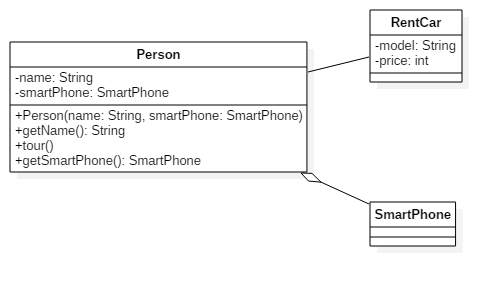 RentCar
-model: String
-price: int
Person
-name: String
-smartPhone: SmartPhone
+Person(name: String, smartPhone: SmartPhone)
+getName(): String
+tour()
+getSmartPhone(): SmartPhone
SmartPhone